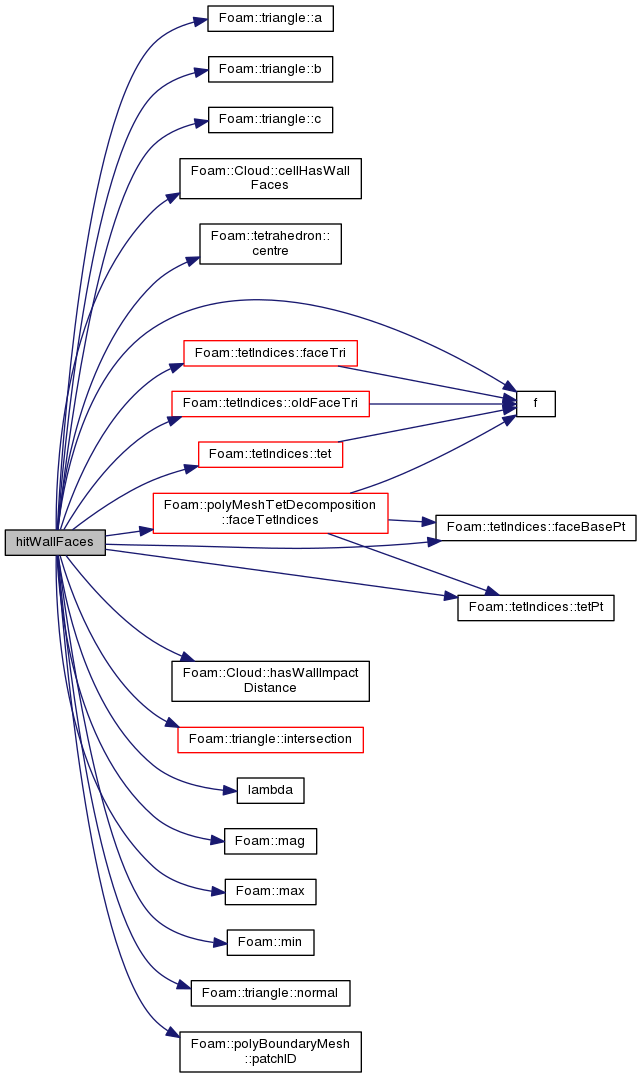 Foam::triangle::a
Foam::triangle::b
Foam::triangle::c
Foam::Cloud::cellHasWall
Faces
Foam::tetrahedron::
centre
Foam::tetIndices::faceTri
Foam::tetIndices::oldFaceTri
f
Foam::tetIndices::tet
Foam::polyMeshTetDecomposition
::faceTetIndices
Foam::tetIndices::faceBasePt
hitWallFaces
Foam::tetIndices::tetPt
Foam::Cloud::hasWallImpact
Distance
Foam::triangle::intersection
lambda
Foam::mag
Foam::max
Foam::min
Foam::triangle::normal
Foam::polyBoundaryMesh
::patchID